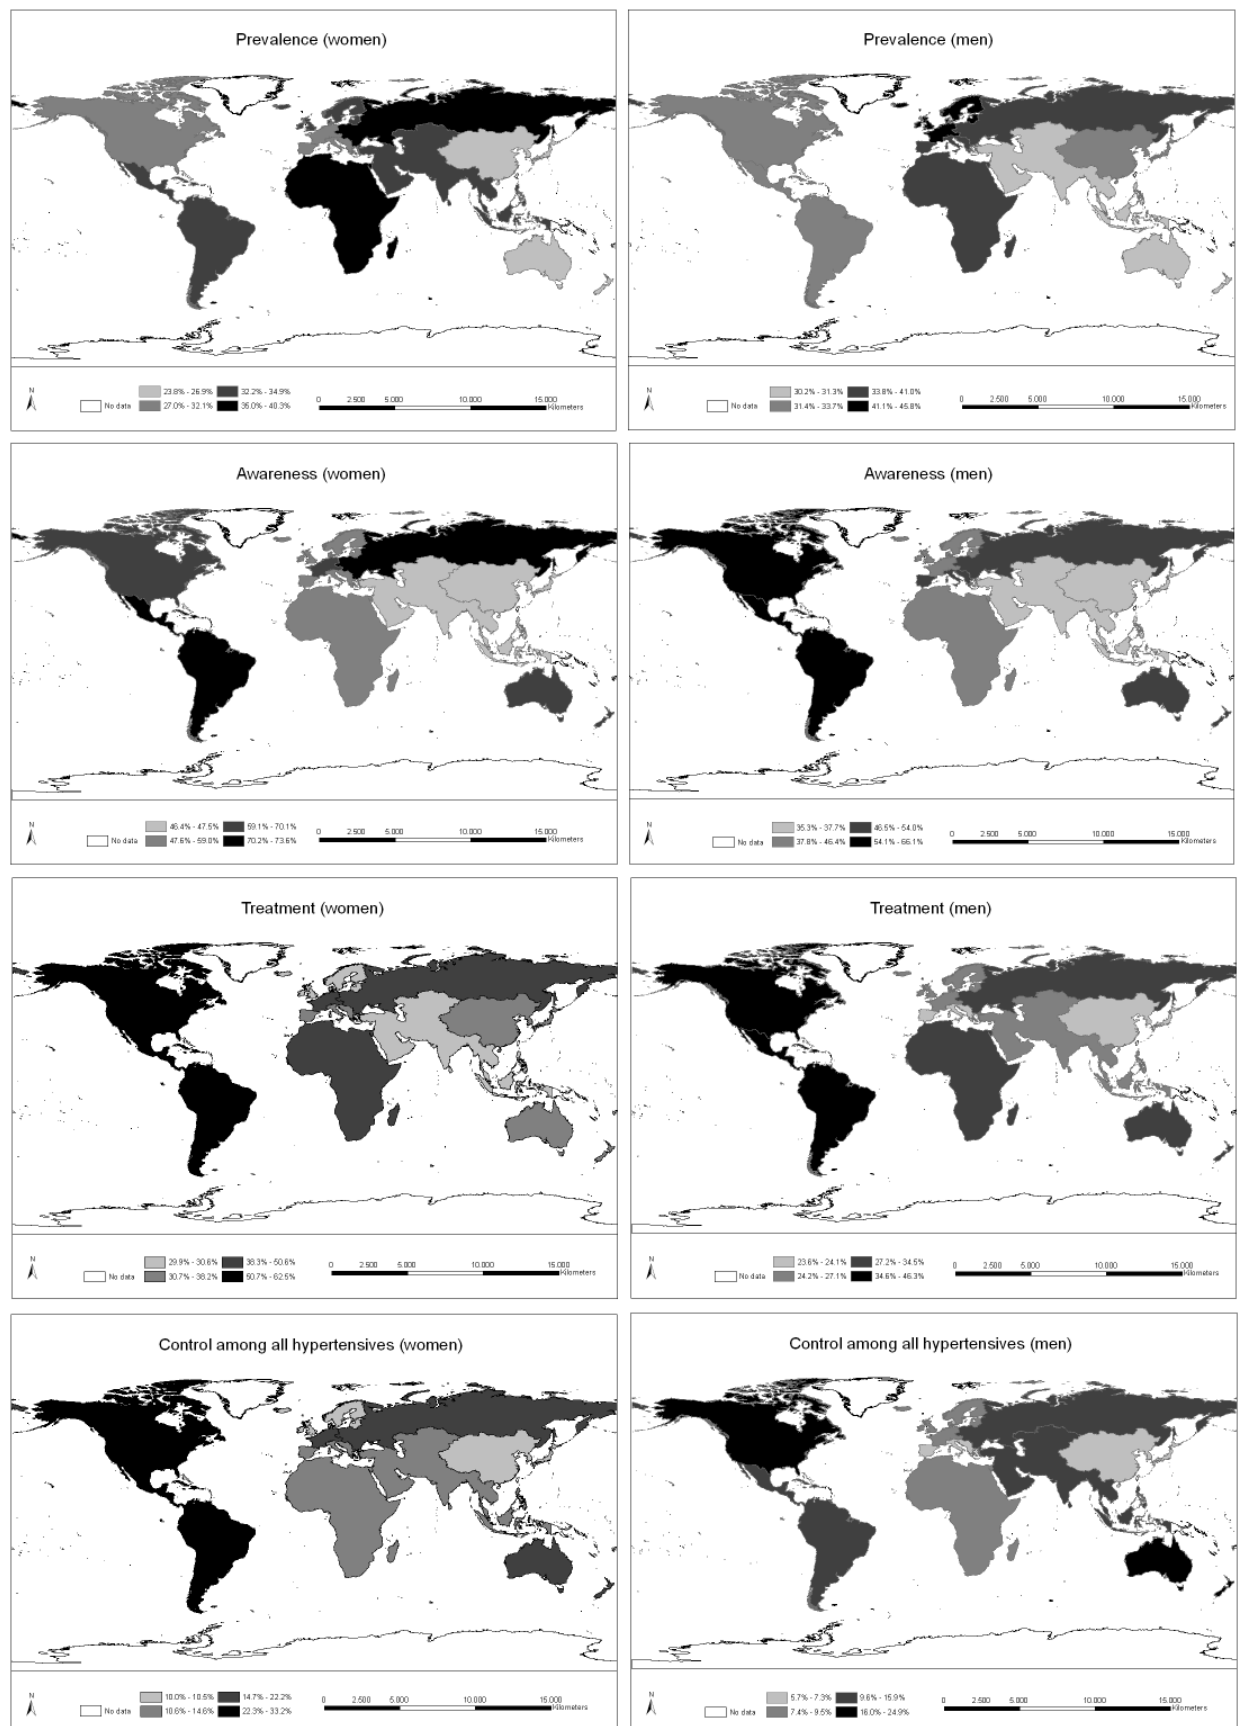 Prevalence (women)
N
No data
23.8% - 26.9%
32.2% - 34.9%
27.0% - 32.1%
35.0% - 40.3%
0 2.500 5.000 10.000 15.000
Kilometers
Prevalence (men)
N
No data
30.2% - 31.3%
33.8% - 41.0%
31.4% - 33.7%
41.1% - 45.8%
0 2.500 5.000 10.000 15.000
Kilometers
Awareness (women)
N
No data
46.4% - 47.5%
59.1% - 70.1%
47.6% - 59.0%
70.2% - 73.6%
0 2.500 5.000 10.000 15.000
Kilometers
Awareness (men)
N
No data
35.3% - 37.7%
46.5% - 54.0%
37.8% - 46.4%
54.1% - 66.1%
0 2.500 5.000 10.000 15.000
Kilometers
Treatment (women)
N
No data
29.9% - 30.6%
38.3% - 50.6%
30.7% - 38.2%
50.7% - 62.5%
0 2.500 5.000 10.000 15.000
Kilometers
Treatment (men)
N
No data
23.6% - 24.1%
27.2% - 34.5%
24.2% - 27.1%
34.6% - 46.3%
0 2.500 5.000 10.000 15.000
Kilometers
Control among all hypertensives (women)
N
No data
10.0% - 10.5%
14.7% - 22.2%
10.6% - 14.6%
22.3% - 33.2%
0 2.500 5.000 10.000 15.000
Kilometers
Control among all hypertensives (men)
N
No data
5.7% - 7.3%
9.6% - 15.9%
7.4% - 9.5%
16.0% - 24.9%
0 2.500 5.000 10.000 15.000
Kilometers